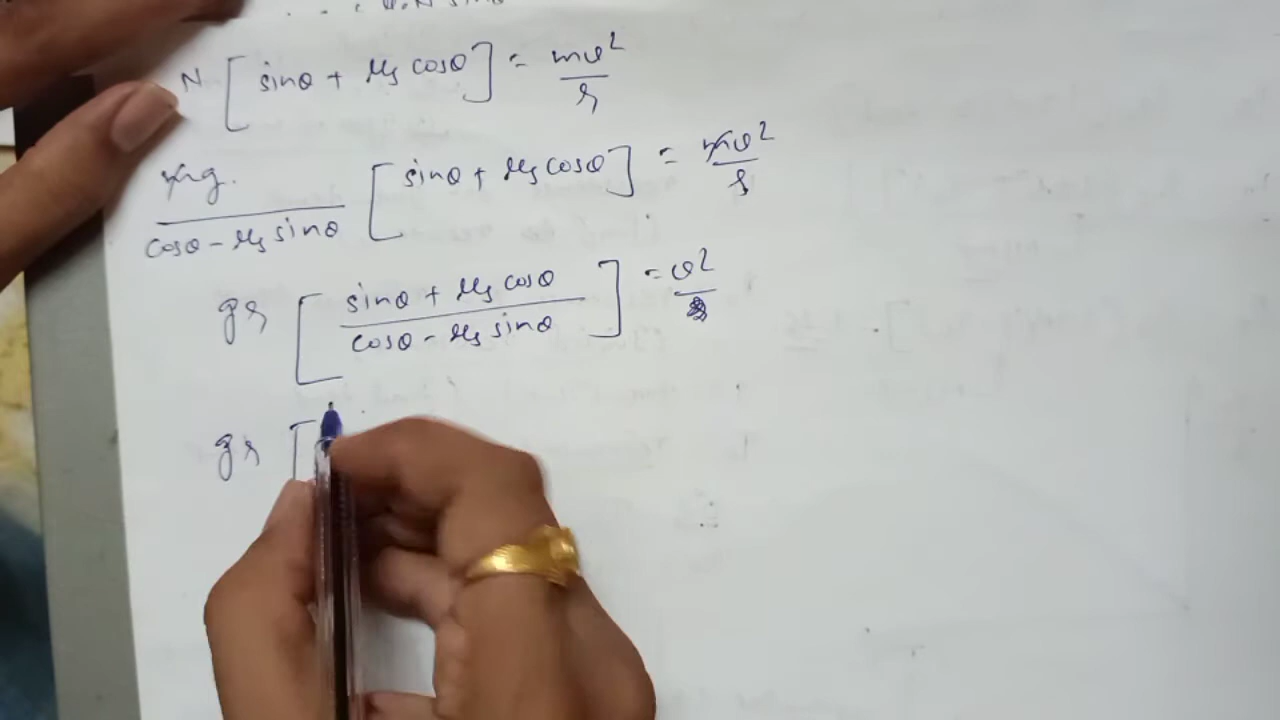 N [ sinθ + μs cosθ ] = mv²/r
mg/(cosθ - μs sinθ) [ sinθ + μs cosθ ] = mv²/r
gr [ (sinθ + μs cosθ)/(cosθ - μs sinθ) ] = v²
gr [